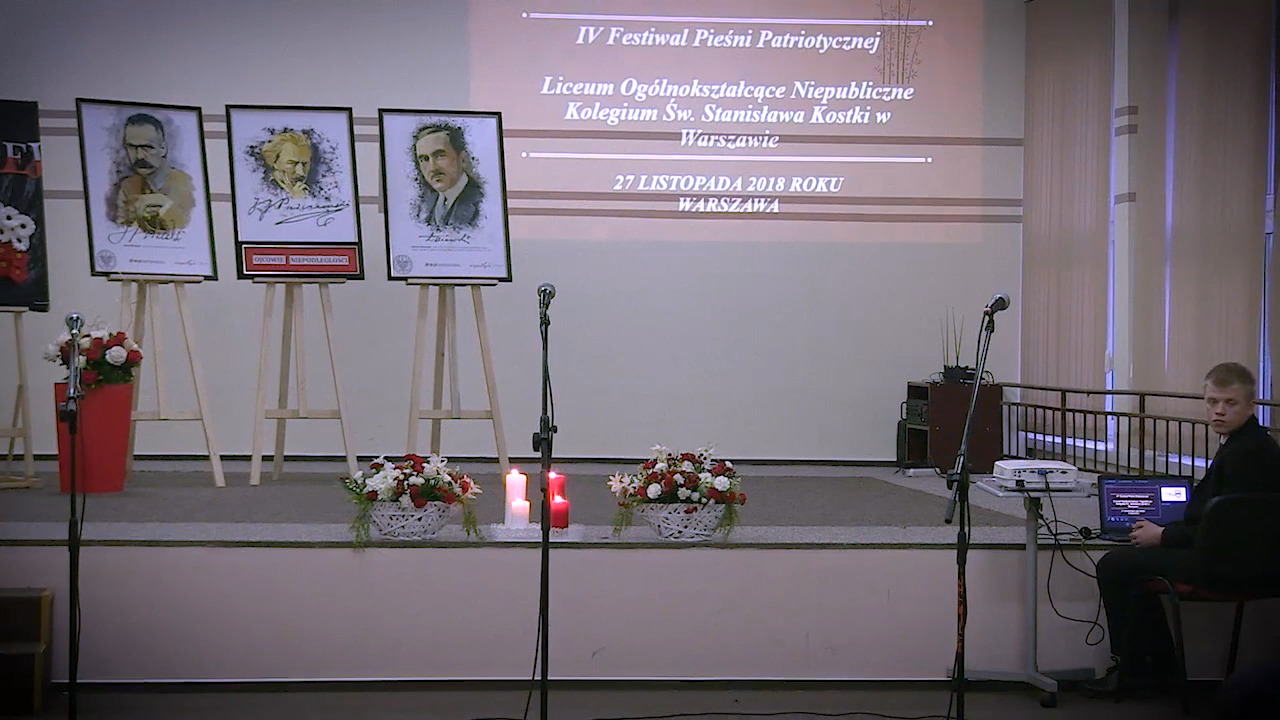 IV Festiwal Pieśni Patriotycznej
Liceum Ogólnokształcące Niepubliczne
Kolegium Św. Stanisława Kostki w
Warszawie
27 LISTOPADA 2018 ROKU
WARSZAWA
OJCOWIE NIEPODLEGŁOŚCI